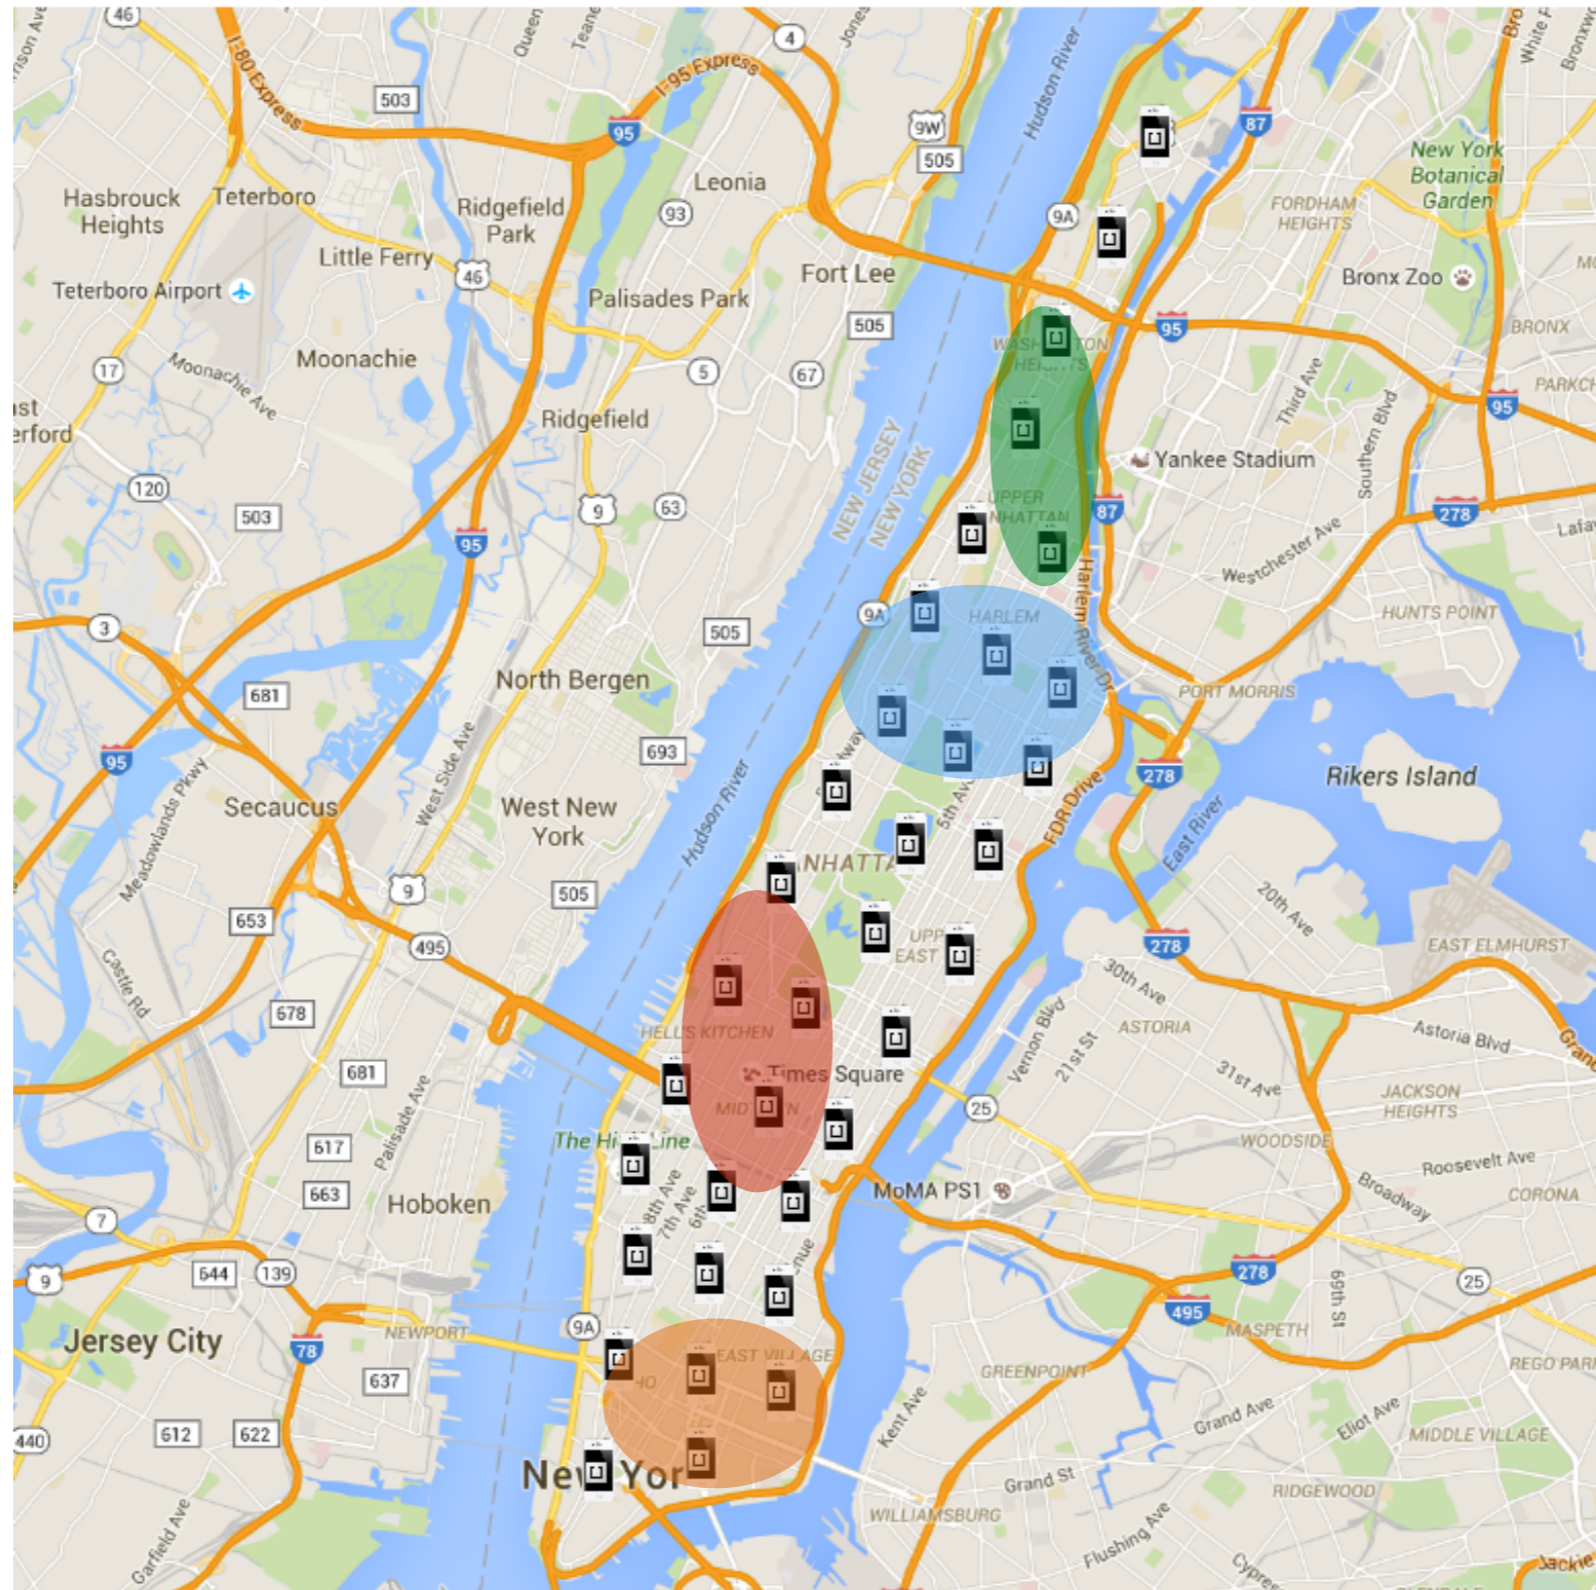 46
I-80 Express
503
95
I-95 Express
4
Hudson River
9W
505
87
New York
Botanical
Garden
Hasbrouck
Heights
Teterboro
Leonia
93
Ridgefield
Park
9A
FORDHAM
HEIGHTS
Little Ferry
46
Fort Lee
Bronx Zoo
Teterboro Airport
Palisades Park
505
95
BRONX
Moonachie
17
Moonachie Ave
5
67
Third Ave
95
Ridgefield
NEW JERSEY
NEW YORK
Yankee Stadium
Southern Blvd
120
503
9
63
UPPER
87
278
95
Westchester Ave
Harlem River Dr
HUNTS POINT
3
505
9A
HARLEM
North Bergen
681
PORT MORRIS
693
95
West Side Ave
Meadowlands Pkwy
Hudson River
278
Rikers Island
Secaucus
West New
York
5th Ave
FDR Drive
East River
9
505
20th Ave
653
495
278
EAST ELMHURST
Castle Rd
30th Ave
678
HELL'S KITCHEN
Vernon Blvd
21st St
ASTORIA
Astoria Blvd
681
Times Square
31st Ave
JACKSON
HEIGHTS
25
Palisade Ave
617
WOODSIDE
Roosevelt Ave
663
Hoboken
8th Ave
7th Ave
MoMA PS1
Broadway
CORONA
7
9
644
139
278
69th St
25
495
Jersey City
NEWPORT
9A
78
EAST VILLAGE
MASPETH
637
GREENPOINT
Kent Ave
Grand Ave
Eliot Ave
440
612
622
MIDDLE VILLAGE
Grand St
RIDGEWOOD
WILLIAMSBURG
Garfield Ave
Flushing Ave